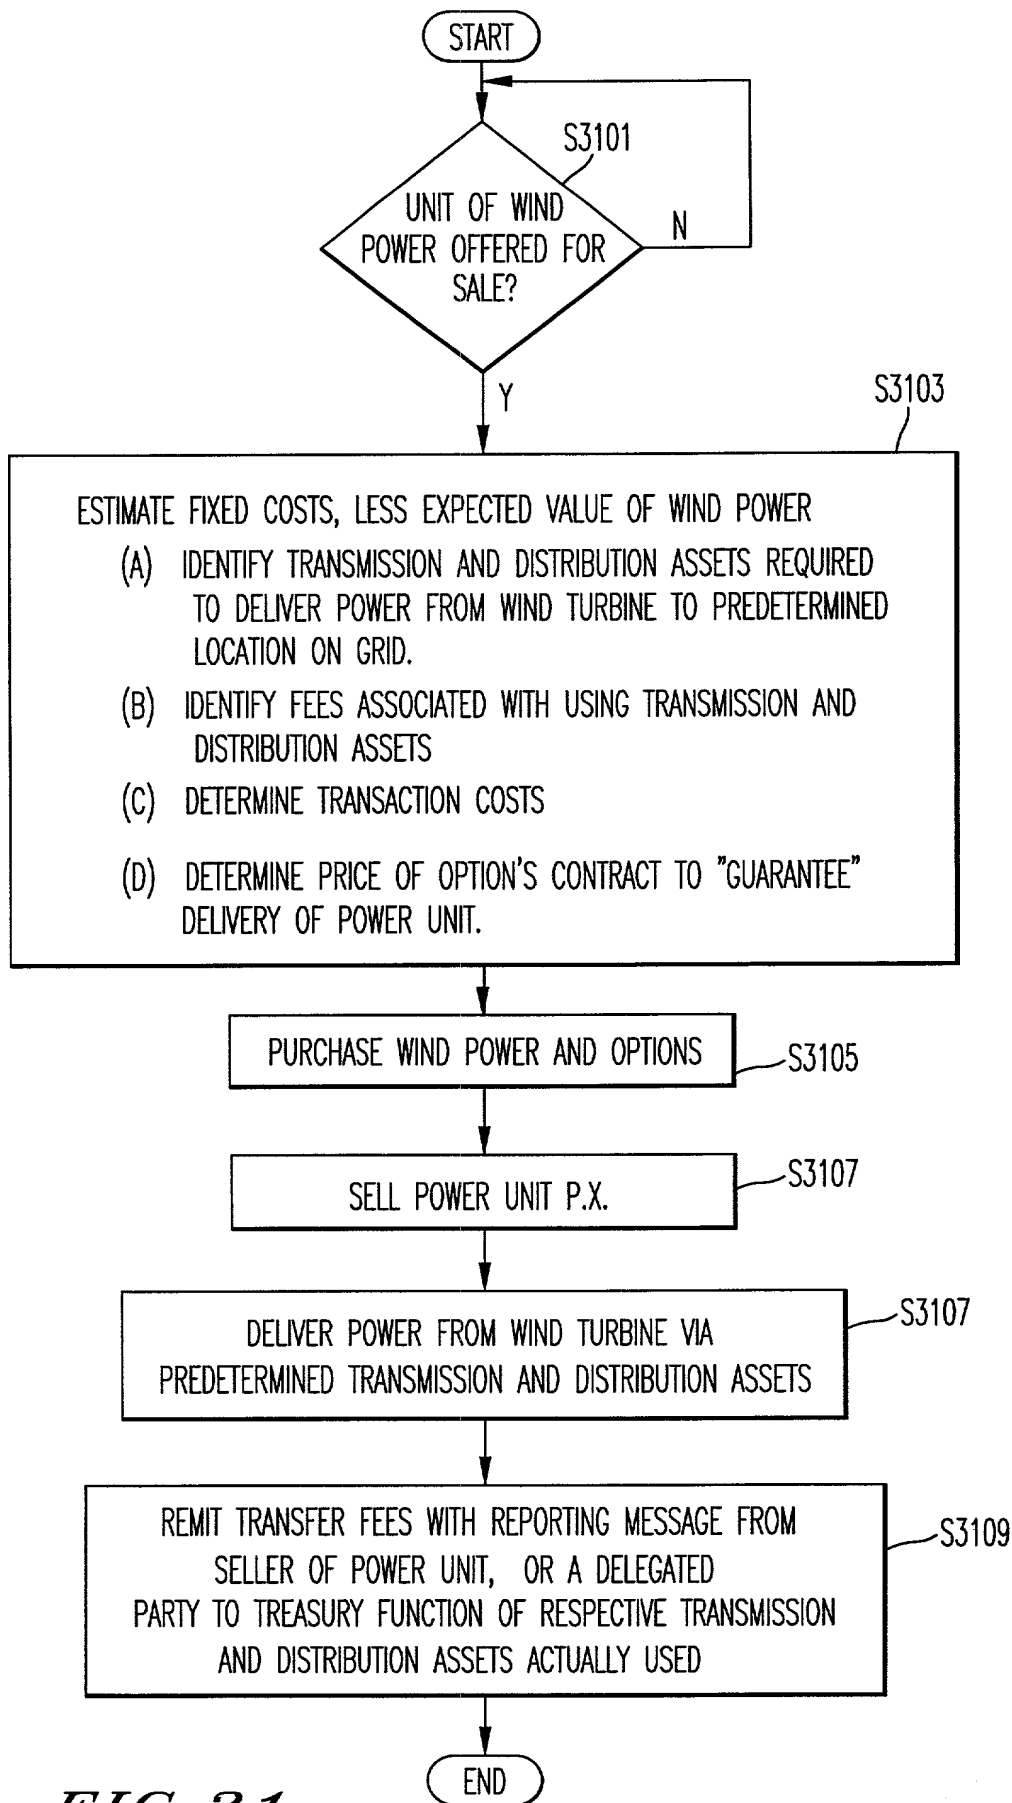 START
S3101
UNIT OF WIND
POWER OFFERED FOR
SALE?
N
Y
S3103
ESTIMATE FIXED COSTS, LESS EXPECTED VALUE OF WIND POWER
(A) IDENTIFY TRANSMISSION AND DISTRIBUTION ASSETS REQUIRED
TO DELIVER POWER FROM WIND TURBINE TO PREDETERMINED
LOCATION ON GRID.
(B) IDENTIFY FEES ASSOCIATED WITH USING TRANSMISSION AND
DISTRIBUTION ASSETS
(C) DETERMINE TRANSACTION COSTS
(D) DETERMINE PRICE OF OPTION'S CONTRACT TO "GUARANTEE"
DELIVERY OF POWER UNIT.
PURCHASE WIND POWER AND OPTIONS
S3105
SELL POWER UNIT P.X.
S3107
DELIVER POWER FROM WIND TURBINE VIA
PREDETERMINED TRANSMISSION AND DISTRIBUTION ASSETS
S3107
REMIT TRANSFER FEES WITH REPORTING MESSAGE FROM
SELLER OF POWER UNIT, OR A DELEGATED
PARTY TO TREASURY FUNCTION OF RESPECTIVE TRANSMISSION
AND DISTRIBUTION ASSETS ACTUALLY USED
S3109
END